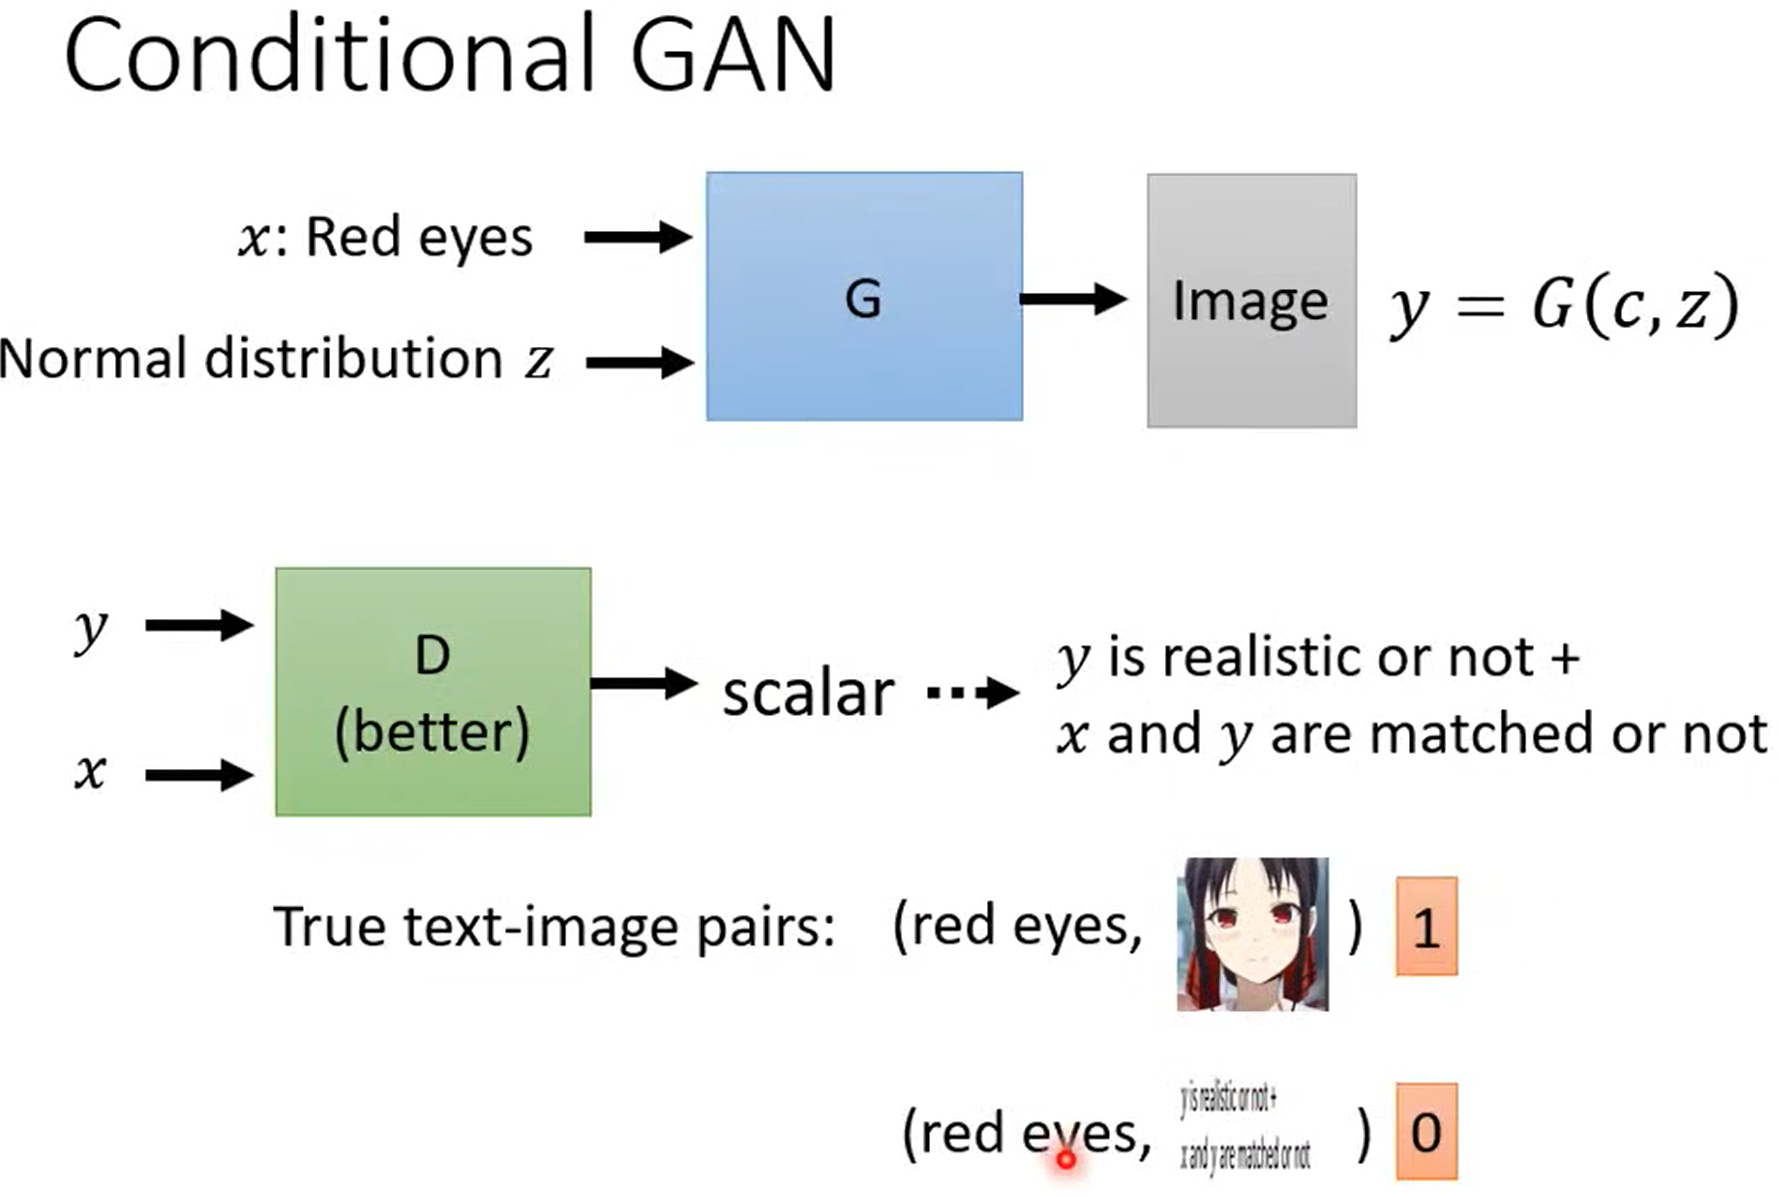 Conditional GAN
x: Red eyes
G
Image
y = G(c, z)
Normal distribution z
y
D
(better)
x
scalar
y is realistic or not +
x and y are matched or not
True text-image pairs: (red eyes, ) 1
(red eyes, ) 0
y is realistic or not +
x and y are matched or not